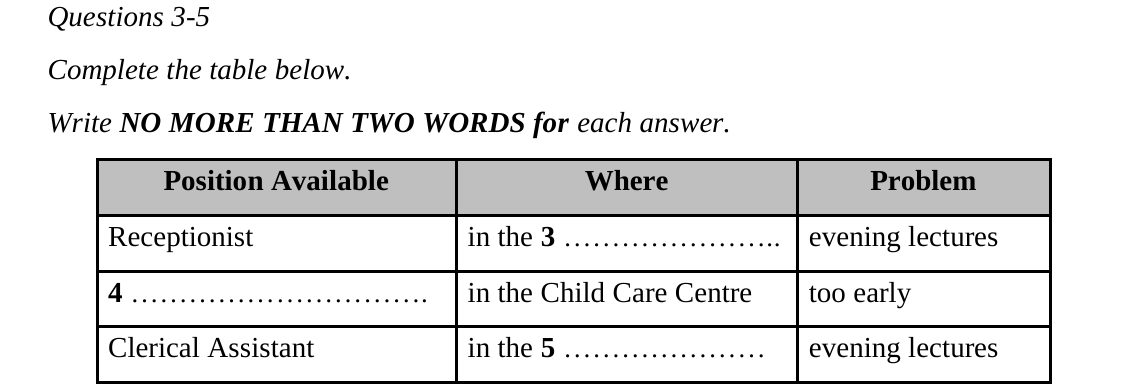 Questions 3-5
Complete the table below.
Write NO MORE THAN TWO WORDS for each answer.
Position Available Where Problem
Receptionist in the 3 ………………….. evening lectures
4 …………………………. in the Child Care Centre too early
Clerical Assistant in the 5 ………………… evening lectures